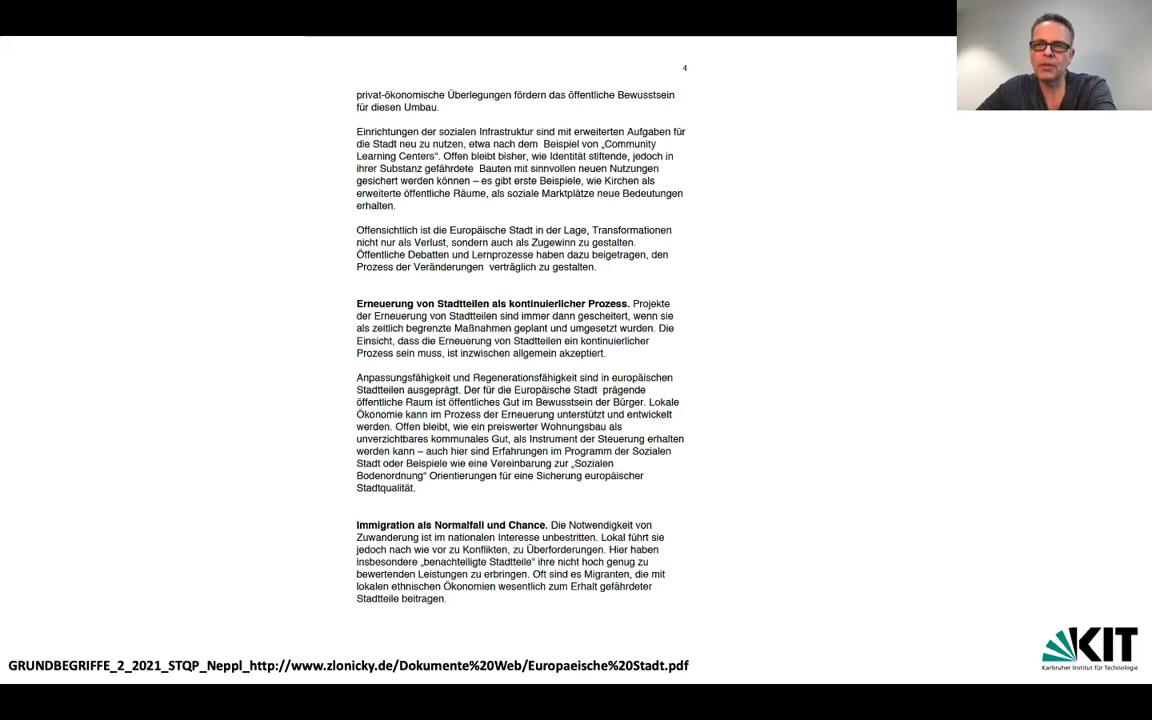 4
privat-ökonomische Überlegungen fördern das öffentliche Bewusstsein
für diesen Umbau.
Einrichtungen der sozialen Infrastruktur sind mit erweiterten Aufgaben für
die Stadt neu zu nutzen, etwa nach dem Beispiel von „Community
Learning Centers“. Offen bleibt bisher, wie Identität stiftende, jedoch in
ihrer Substanz gefährdete Bauten mit sinnvollen neuen Nutzungen
gesichert werden können – es gibt erste Beispiele, wie Kirchen als
erweiterte öffentliche Räume, als soziale Marktplätze neue Bedeutungen
erhalten.
Offensichtlich ist die Europäische Stadt in der Lage, Transformationen
nicht nur als Verlust, sondern auch als Zugewinn zu gestalten.
Öffentliche Debatten und Lernprozesse haben dazu beigetragen, den
Prozess der Veränderungen verträglich zu gestalten.
Erneuerung von Stadtteilen als kontinuierlicher Prozess. Projekte
der Erneuerung von Stadtteilen sind immer dann gescheitert, wenn sie
als zeitlich begrenzte Maßnahmen geplant und umgesetzt wurden. Die
Einsicht, dass die Erneuerung von Stadtteilen ein kontinuierlicher
Prozess sein muss, ist inzwischen allgemein akzeptiert.
Anpassungsfähigkeit und Regenerationsfähigkeit sind in europäischen
Stadtteilen ausgeprägt. Der für die Europäische Stadt prägende
öffentliche Raum ist öffentliches Gut im Bewusstsein der Bürger. Lokale
Ökonomie kann im Prozess der Erneuerung unterstützt und entwickelt
werden. Offen bleibt, wie ein preiswerter Wohnungsbau als
unverzichtbares kommunales Gut, als Instrument der Steuerung erhalten
werden kann – auch hier sind Erfahrungen im Programm der Sozialen
Stadt oder Beispiele wie eine Vereinbarung zur „Sozialen
Bodenordnung“ Orientierungen für eine Sicherung europäischer
Stadtqualität.
Immigration als Normalfall und Chance. Die Notwendigkeit von
Zuwanderung ist im nationalen Interesse unbestritten. Lokal führt sie
jedoch nach wie vor zu Konflikten, zu Überforderungen. Hier haben
insbesondere „benachteiligte Stadtteile“ ihre nicht hoch genug zu
bewertenden Leistungen zu erbringen. Oft sind es Migranten, die mit
lokalen ethnischen Ökonomien wesentlich zum Erhalt gefährdeter
Stadtteile beitragen.
KIT
Karlsruher Institut für Technologie
GRUNDBEGRIFFE_2_2021_STQP_Neppl_http://www.zlonicky.de/Dokumente%20Web/Europaeische%20Stadt.pdf